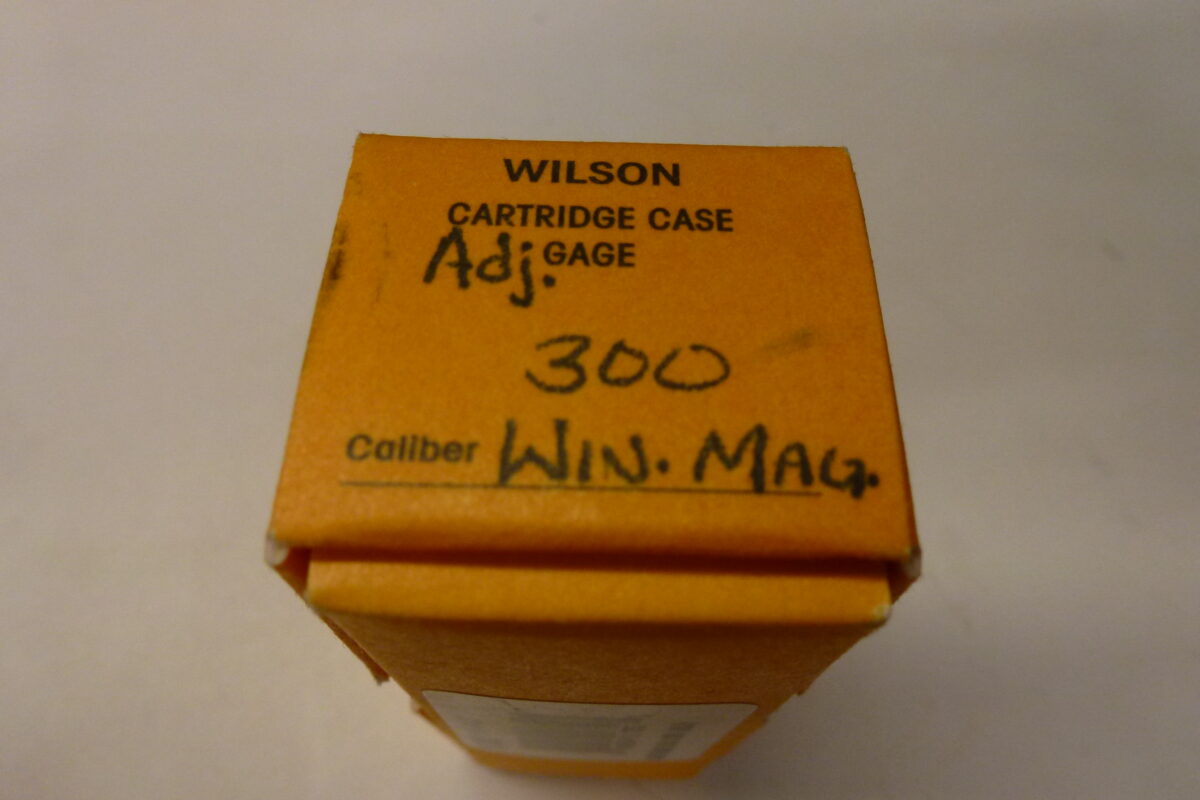 WILSON
CARTRIDGE CASE
Adj. GAGE
300
Caliber WIN. MAG.